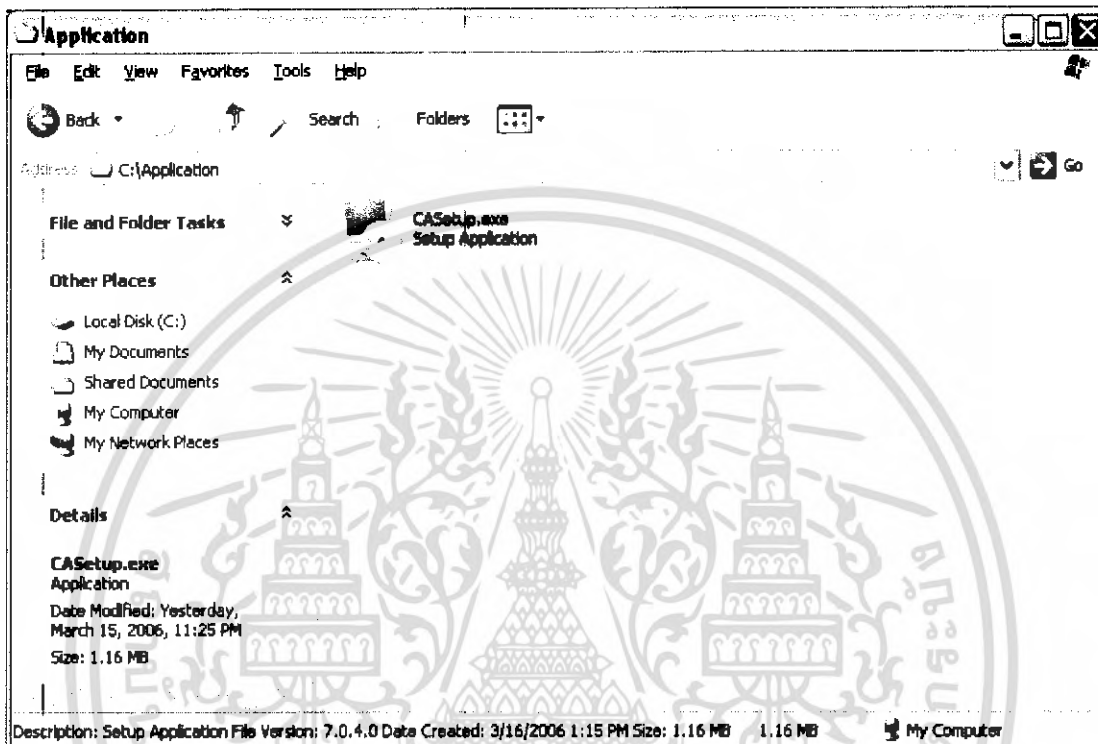 Application
File Edit View Favorites Tools Help
Back Search Folders
Address C:\Application Go
File and Folder Tasks
CASetup.exe
Setup Application
Other Places
Local Disk (C:)
My Documents
Shared Documents
My Computer
My Network Places
Details
CASetup.exe
Application
Date Modified: Yesterday,
March 15, 2006, 11:25 PM
Size: 1.16 MB
Description: Setup Application File Version: 7.0.4.0 Date Created: 3/16/2006 1:15 PM Size: 1.16 MB 1.16 MB My Computer